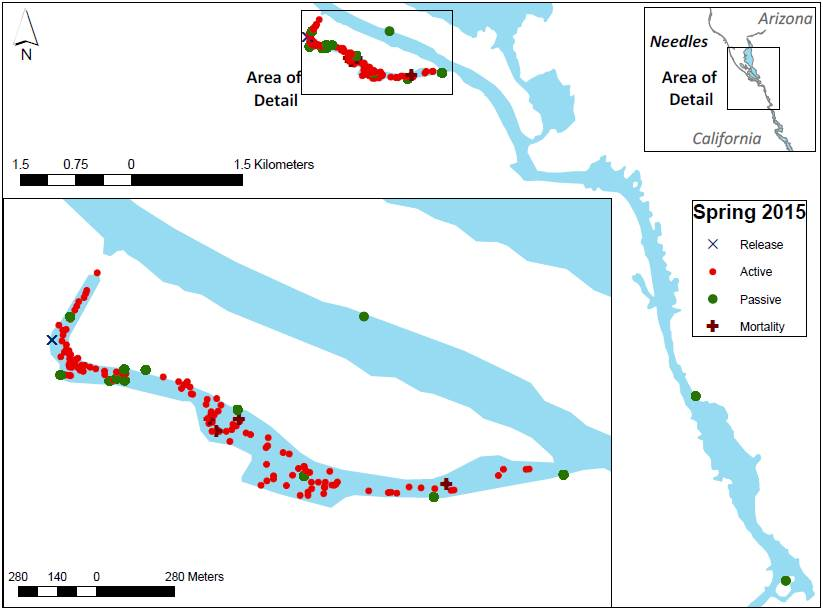 N
Area of
Detail
1.5 0.75 0 1.5 Kilometers
Arizona
Needles
Area of
Detail
California
Spring 2015
Release
Active
Passive
Mortality
280 140 0 280 Meters